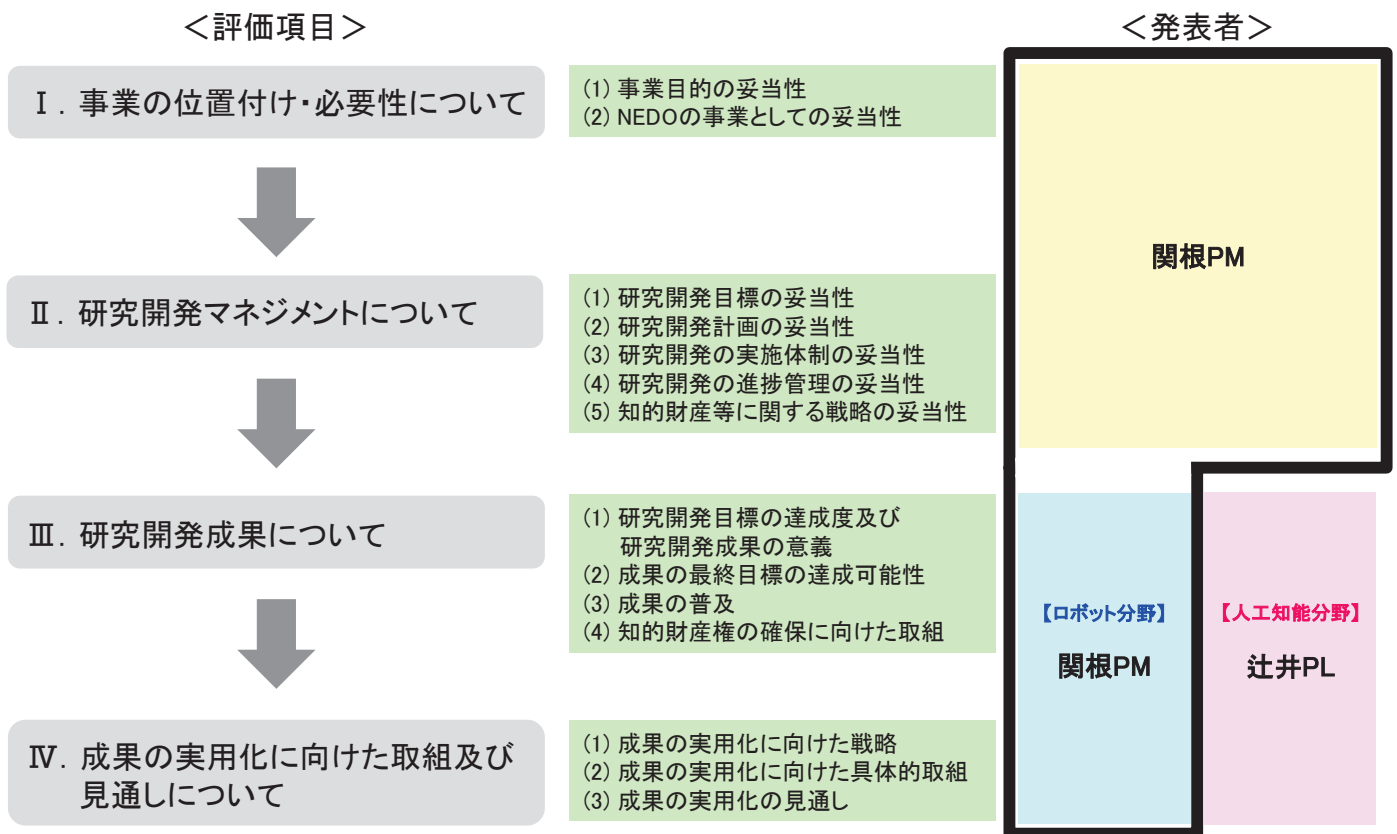 ＜評価項目＞
＜発表者＞
Ⅰ. 事業の位置付け・必要性について
(1) 事業目的の妥当性
(2) NEDOの事業としての妥当性
関根PM
Ⅱ. 研究開発マネジメントについて
(1) 研究開発目標の妥当性
(2) 研究開発計画の妥当性
(3) 研究開発の実施体制の妥当性
(4) 研究開発の進捗管理の妥当性
(5) 知的財産等に関する戦略の妥当性
Ⅲ. 研究開発成果について
(1) 研究開発目標の達成度及び
研究開発成果の意義
(2) 成果の最終目標の達成可能性
(3) 成果の普及
(4) 知的財産権の確保に向けた取組
【ロボット分野】
関根PM
【人工知能分野】
辻井PL
Ⅳ. 成果の実用化に向けた取組及び
見通しについて
(1) 成果の実用化に向けた戦略
(2) 成果の実用化に向けた具体的取組
(3) 成果の実用化の見通し